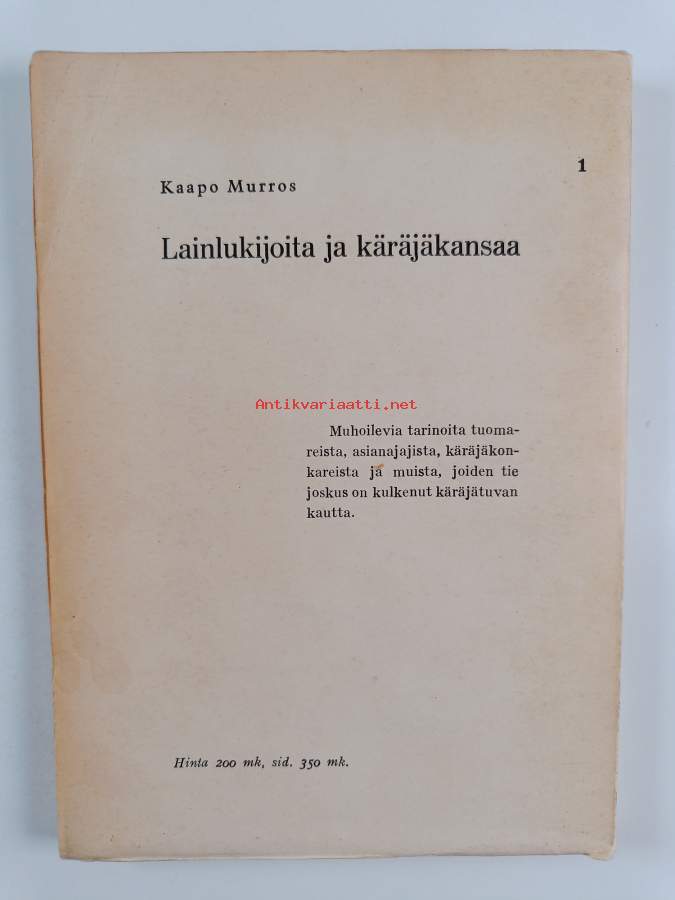 1
Kaapo Murros
Lainlukijoita ja käräjäkansaa
Antikvariaatti.net
Muhoilevia tarinoita tuoma-
reista, asianajajista, käräjäkon-
kareista ja muista, joiden tie
joskus on kulkenut käräjätuvan
kautta.
Hinta 200 mk, sid. 350 mk.